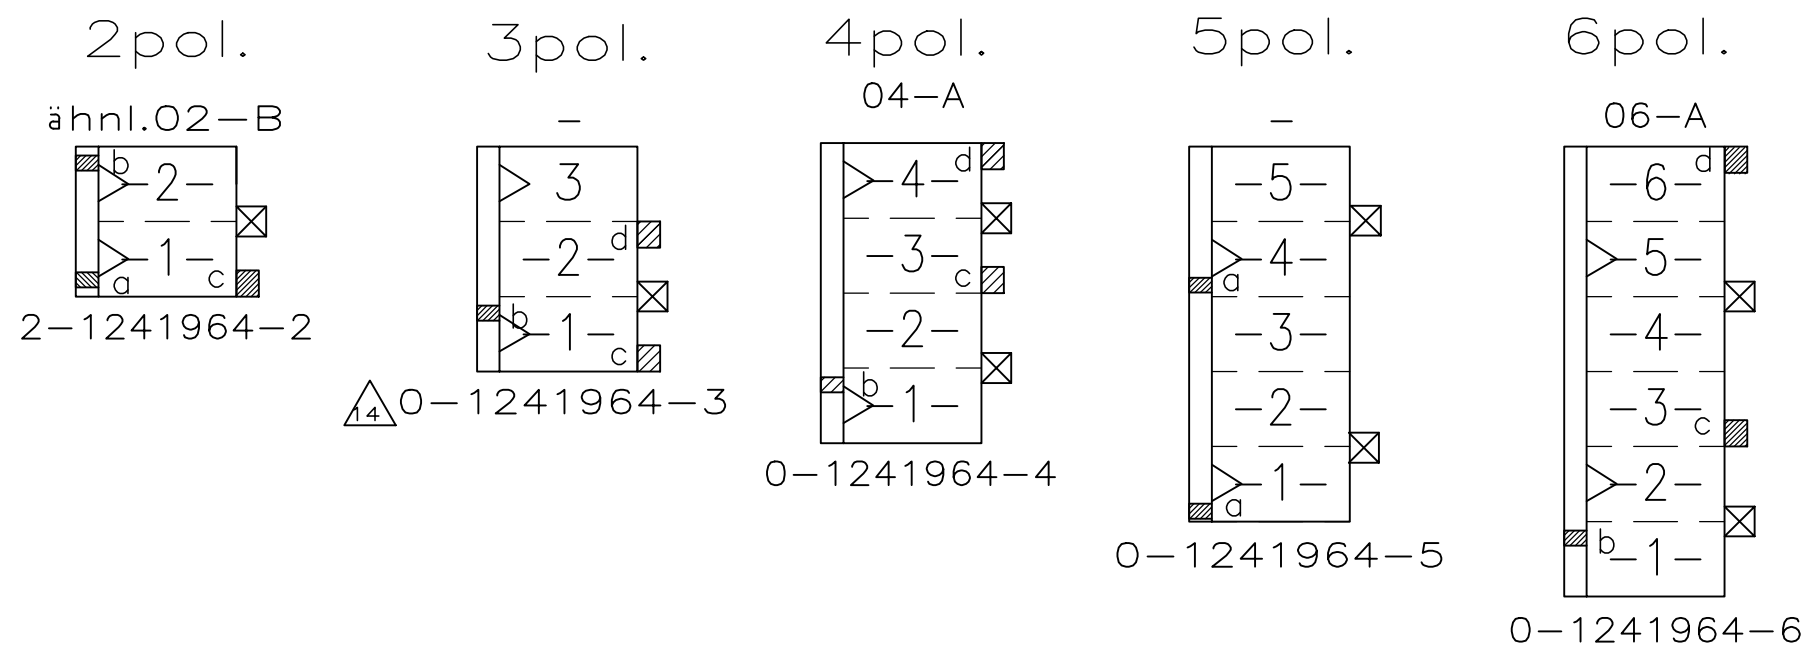 2pol.
ähnl.02-B
b
-2-
-1-
a
c
2-1241964-2
3pol.
-
3
d
-2-
b
-1-
c
14
0-1241964-3
4pol.
04-A
d
-4-
-3-
c
-2-
b
-1-
0-1241964-4
5pol.
-
-5-
-4-
a
-3-
-2-
-1-
a
0-1241964-5
6pol.
06-A
d
-6-
-5-
-4-
-3-
c
-2-
b
-1-
0-1241964-6